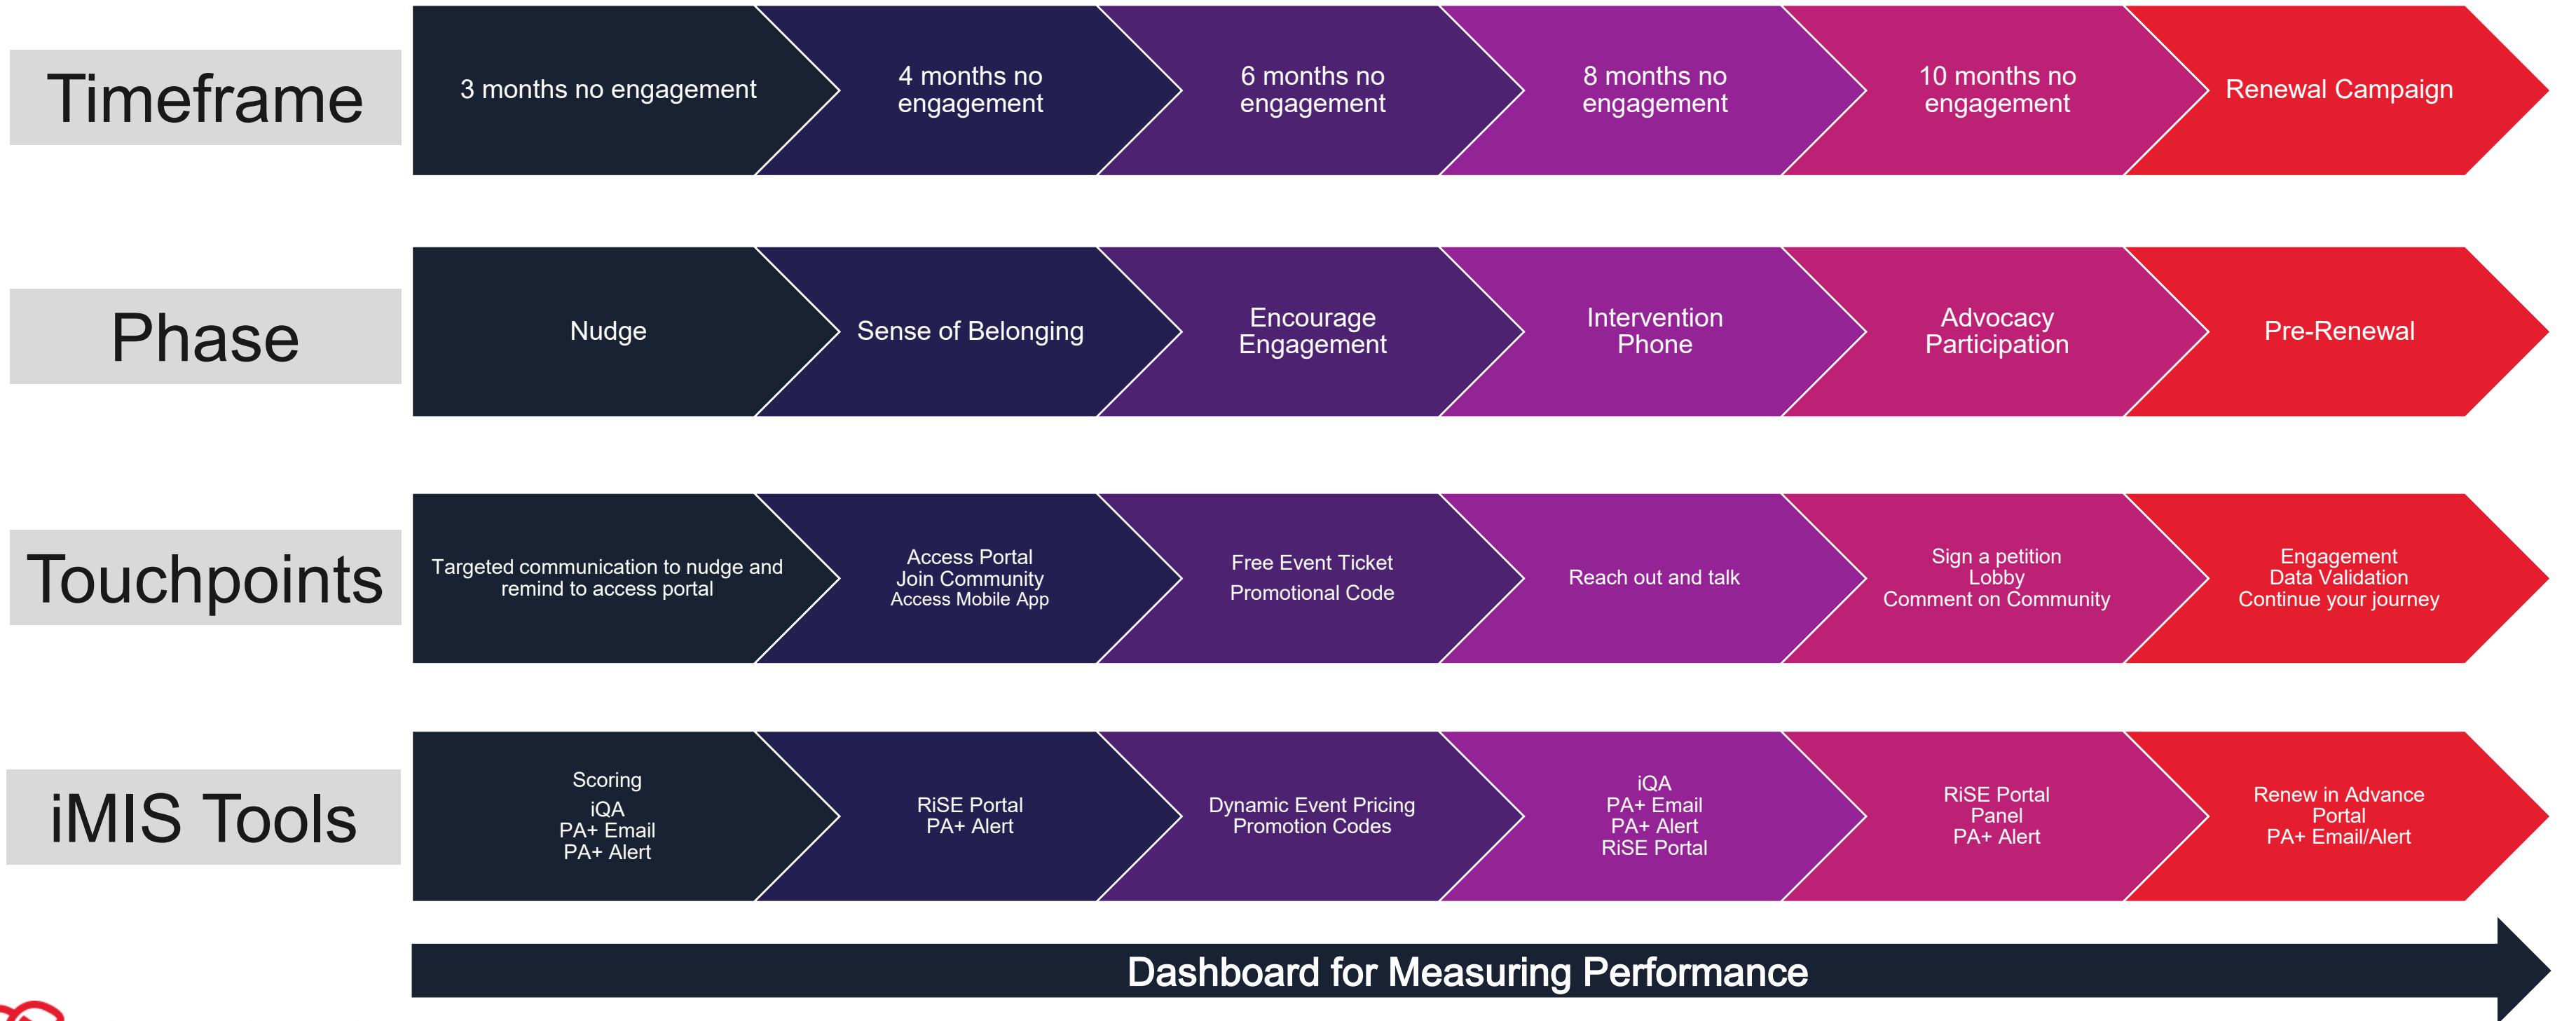 Timeframe
3 months no engagement
4 months no
engagement
6 months no
engagement
8 months no
engagement
10 months no
engagement
Renewal Campaign
Phase
Nudge
Sense of Belonging
Encourage
Engagement
Intervention
Phone
Advocacy
Participation
Pre-Renewal
Touchpoints
Targeted communication to nudge and
remind to access portal
Access Portal
Join Community
Access Mobile App
Free Event Ticket
Promotional Code
Reach out and talk
Sign a petition
Lobby
Comment on Community
Engagement
Data Validation
Continue your journey
iMIS Tools
Scoring
iQA
PA+ Email
PA+ Alert
RiSE Portal
PA+ Alert
Dynamic Event Pricing
Promotion Codes
iQA
PA+ Email
PA+ Alert
RiSE Portal
RiSE Portal
Panel
PA+ Alert
Renew in Advance
Portal
PA+ Email/Alert
Dashboard for Measuring Performance